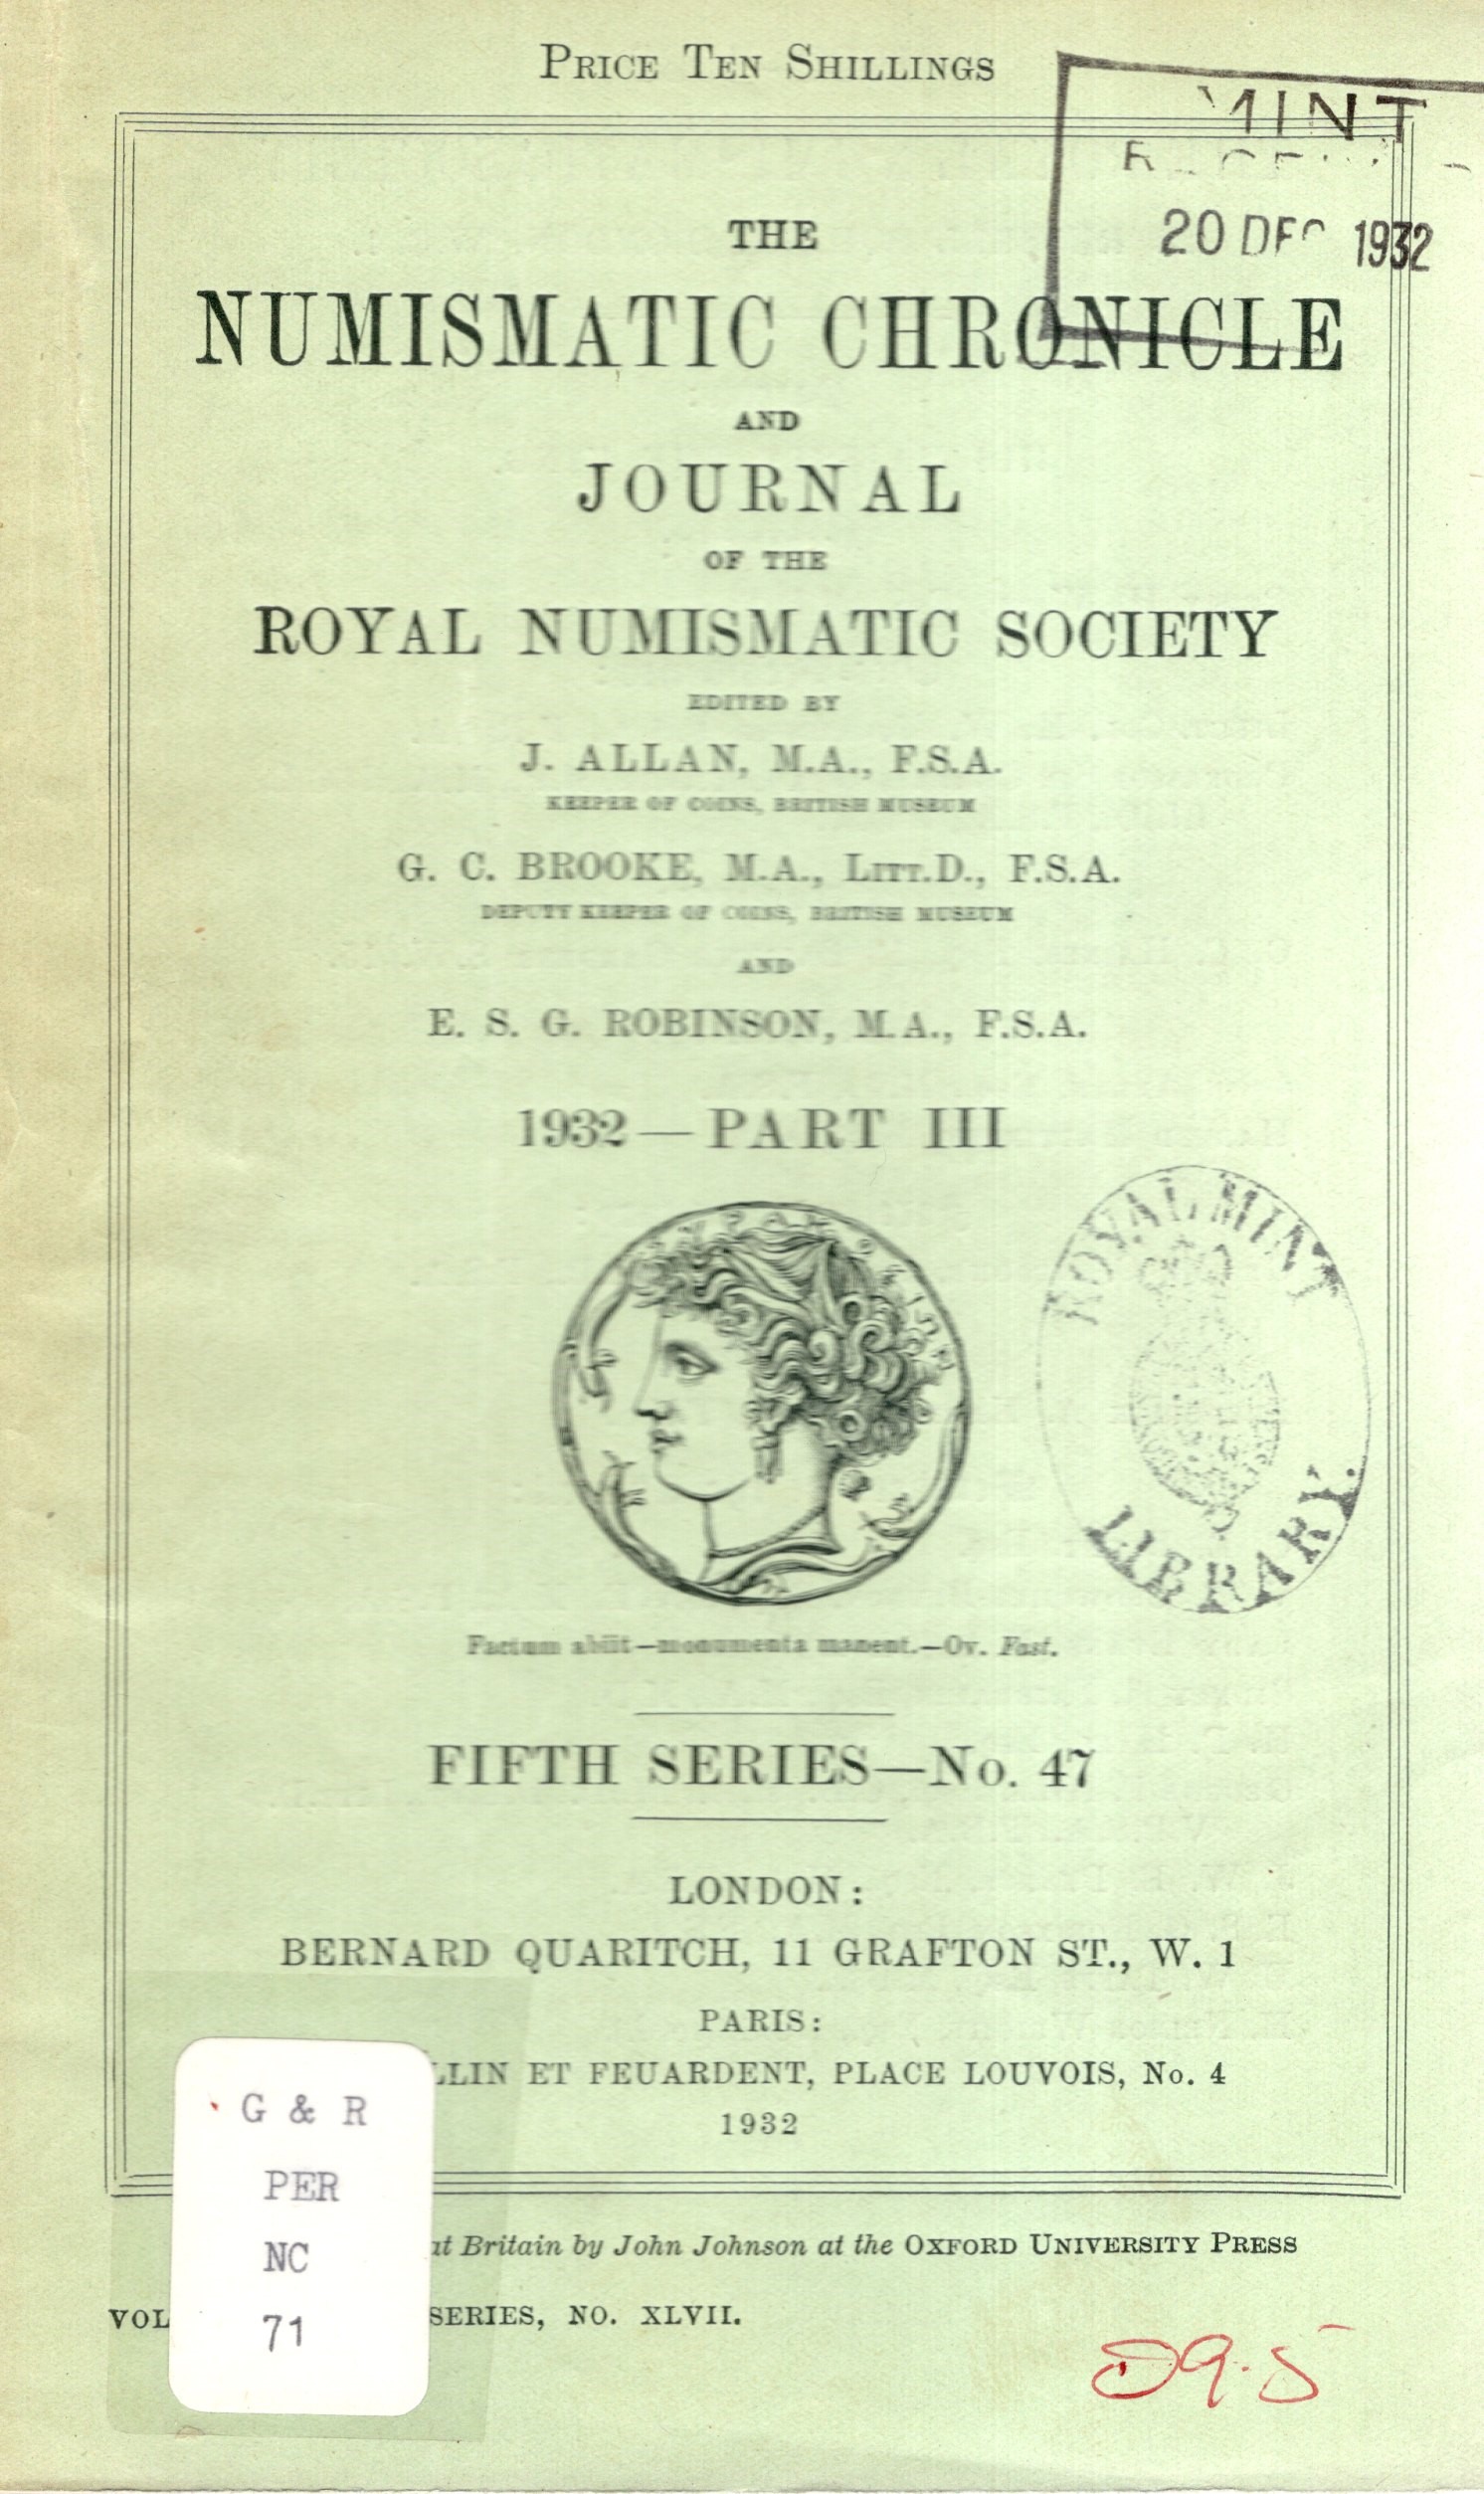 PRICE TEN SHILLINGS
MINT
20 DEC 1932
THE
NUMISMATIC CHRONICLE
AND
JOURNAL
OF THE
ROYAL NUMISMATIC SOCIETY
EDITED BY
J. ALLAN, M.A., F.S.A.
KEEPER OF COINS, BRITISH MUSEUM
G. C. BROOKE, M.A., LITT.D., F.S.A.
DEPUTY KEEPER OF COINS, BRITISH MUSEUM
AND
E. S. G. ROBINSON, M.A., F.S.A.
1932 — PART III
ROYAL MINT
LIBRARY.
Factum abiit—monumenta manent.—Ov. Fast.
FIFTH SERIES—No. 47
LONDON:
BERNARD QUARITCH, 11 GRAFTON ST., W. 1
PARIS:
LLIN ET FEUARDENT, PLACE LOUVOIS, No. 4
1932
G & R
PER
NC
71
at Britain by John Johnson at the OXFORD UNIVERSITY PRESS
VOL SERIES, NO. XLVII.